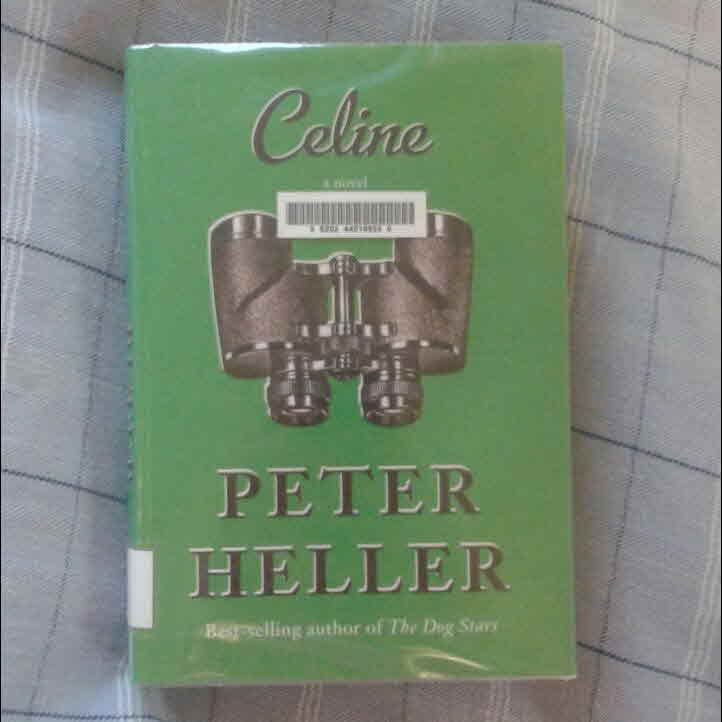 Celine
a novel
PETER
HELLER
Best-selling author of The Dog Stars